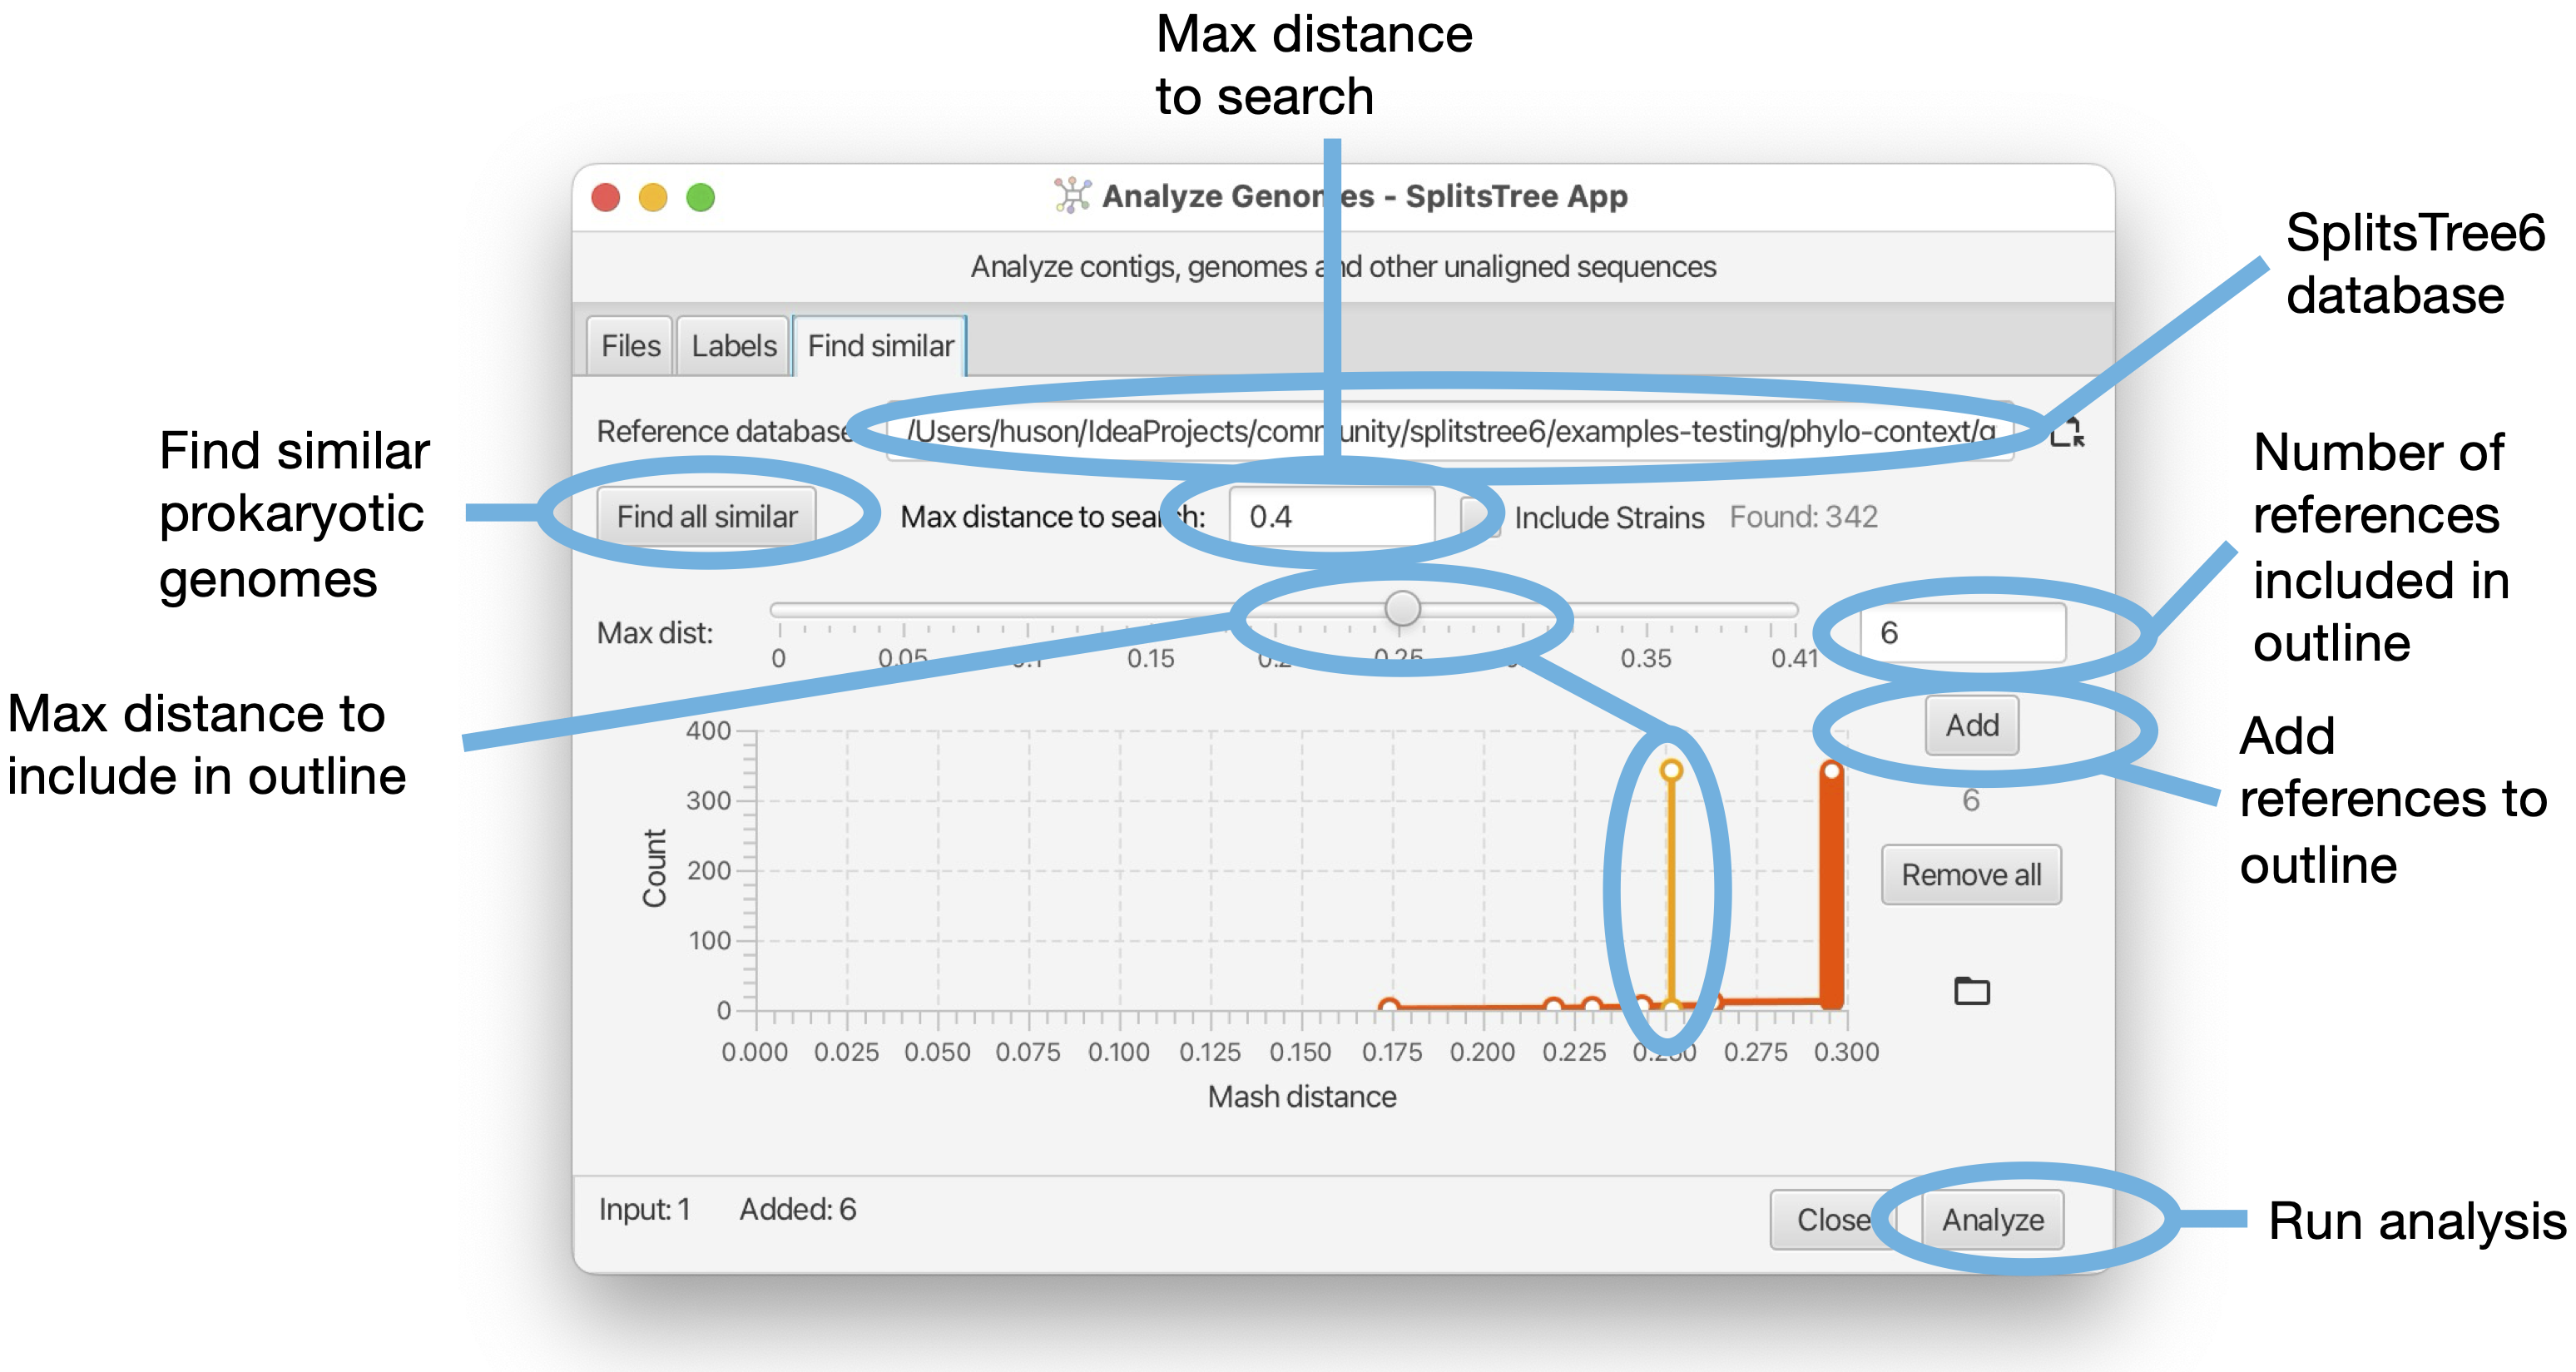 Max distance
to search
Analyze Genomes - SplitsTree App
Analyze contigs, genomes and other unaligned sequences
SplitsTree6
database
Files Labels Find similar
Reference database /Users/huson/IdeaProjects/community/splitstree6/examples-testing/phylo-context/g
Find similar
prokaryotic
genomes
Find all similar Max distance to search: 0.4 Include Strains Found: 342
Number of
references
included in
outline
Max dist: 6
0 0.05 0.1 0.15 0.2 0.25 0.35 0.41
Max distance to
include in outline
Add
6
Remove all
Add
references to
outline
Count
400
300
200
100
0
0.000 0.025 0.050 0.075 0.100 0.125 0.150 0.175 0.200 0.225 0.250 0.275 0.300
Mash distance
Input: 1 Added: 6
Close Analyze
Run analysis